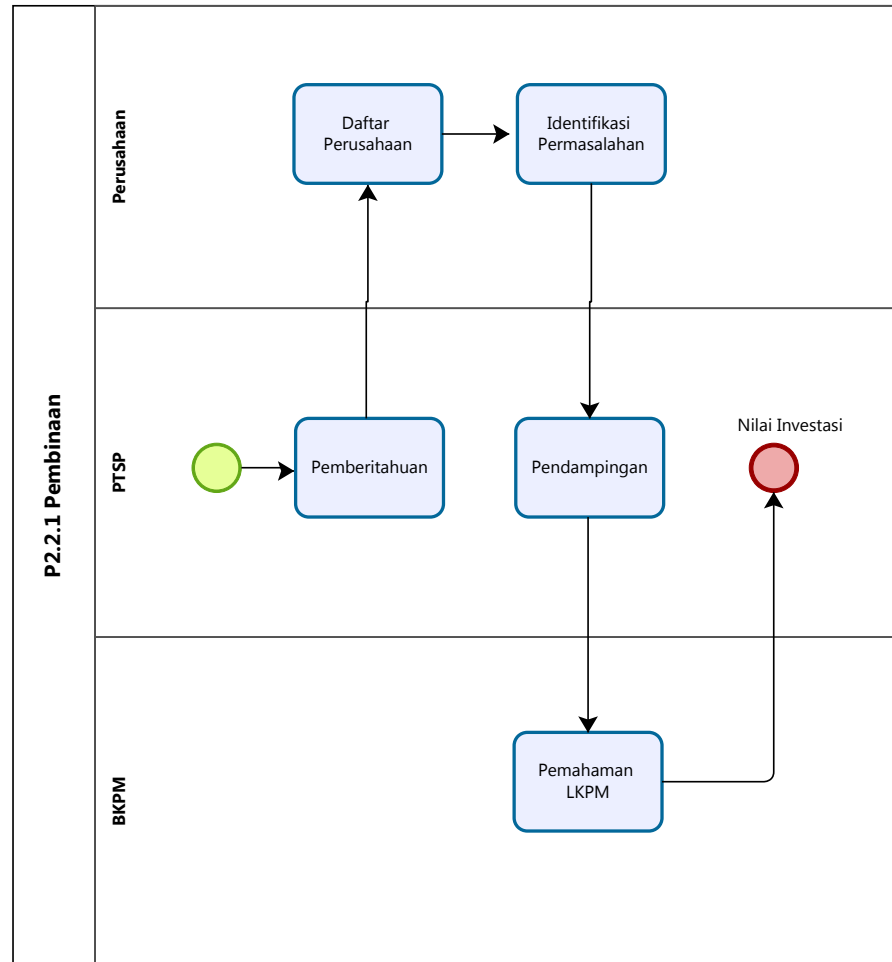 P2.2.1 Pembinaan
Perusahaan
Daftar
Perusahaan
Identifikasi
Permasalahan
PTSP
Pemberitahuan
Pendampingan
Nilai Investasi
BKPM
Pemahaman
LKPM